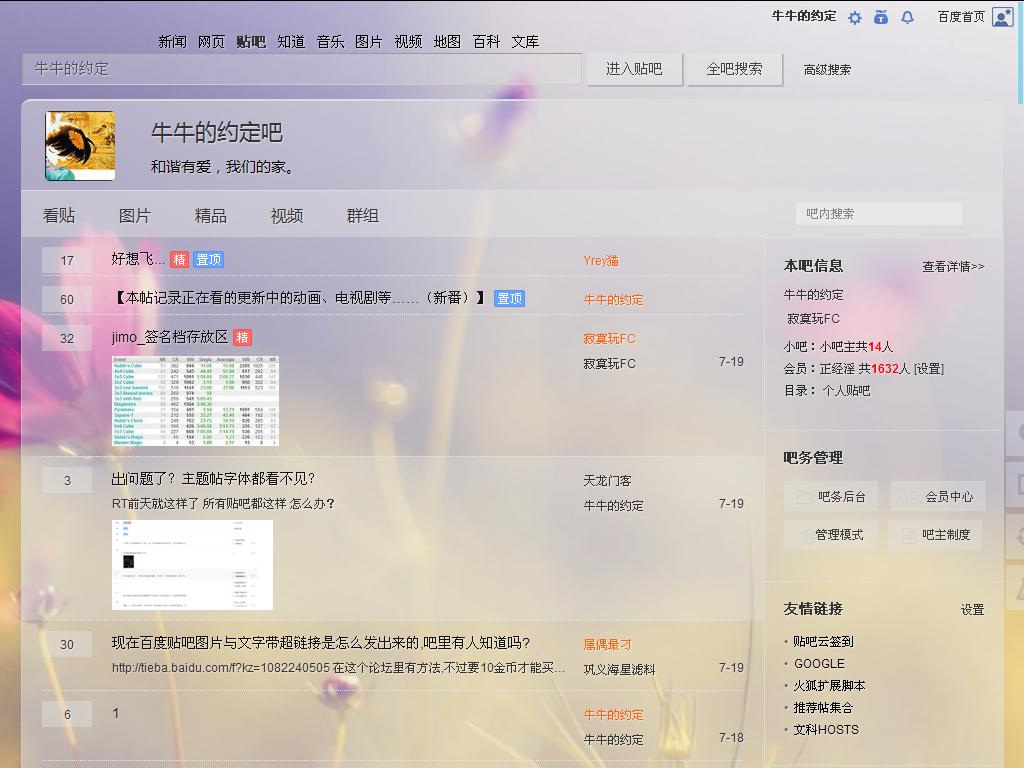 牛牛的约定 百度首页
新闻 网页 贴吧 知道 音乐 图片 视频 地图 百科 文库
牛牛的约定 进入贴吧 全吧搜索 高级搜索
牛牛的约定吧
和谐有爱，我们的家。
看贴 图片 精品 视频 群组 吧内搜索
17 好想飞... 精 置顶 Yrey猫
60 【本帖记录正在看的更新中的动画、电视剧等……（新番）】 置顶 牛牛的约定
32 jimo_签名档存放区 精 寂寞玩FC
寂寞玩FC 7-19
3 出问题了？主题帖字体都看不见? 天龙门客
RT前天就这样了 所有贴吧都这样 怎么办？ 牛牛的约定 7-19
30 现在百度贴吧图片与文字带超链接是怎么发出来的,吧里有人知道吗? 属偶最刁
http://tieba.baidu.com/f?kz=1082240505 在这个论坛里有方法,不过要10金币才能买... 巩义海星滤料 7-19
6 1 牛牛的约定
牛牛的约定 7-18
本吧信息 查看详情>>
牛牛的约定
寂寞玩FC
小吧：小吧主共14人
会员：正经淫 共1632人 [设置]
目录： 个人贴吧
吧务管理
吧务后台 会员中心
管理模式 吧主制度
友情链接 设置
· 贴吧云签到
· GOOGLE
· 火狐扩展脚本
· 推荐帖集合
· 文科HOSTS